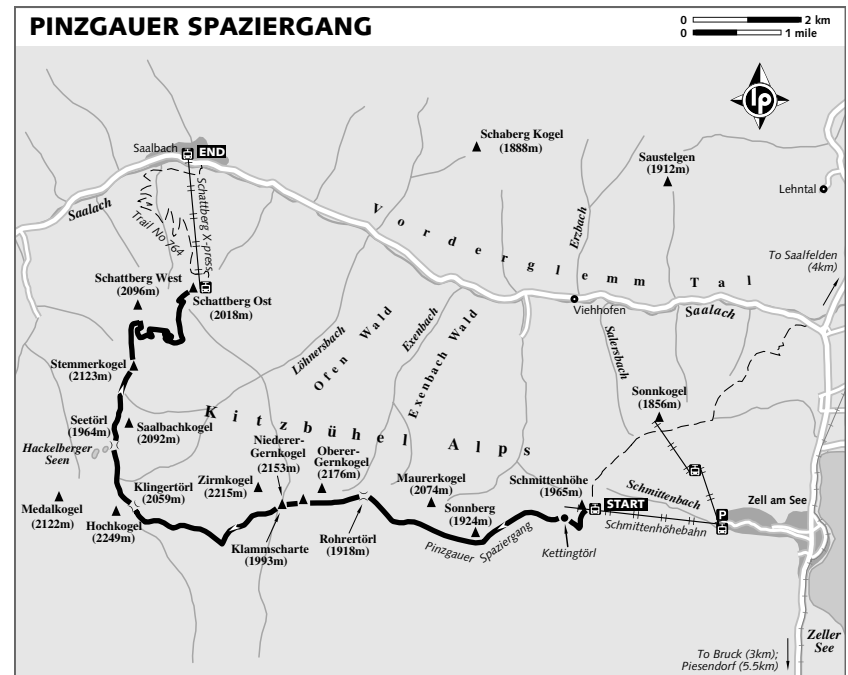 PINZGAUER SPAZIERGANG
0 2 km
0 1 mile
lp
Schaberg Kogel
(1888m)
Saustelgen
(1912m)
Lehntal
Saalbach
END
Saalach
Trail No 764
Schattberg X-press
Vorderglemm Tal
Erzbach
To Saalfelden
(4km)
Schattberg West
(2096m)
Schattberg Ost
(2018m)
Viehhofen
Saalach
Stemmerkogel
(2123m)
Löhnersbach
Ofen Wald
Exenbach
Exenbach Wald
Salersbach
Sonnkogel
(1856m)
Kitzbühel Alps
Seetörl
(1964m)
Saalbachkogel
(2092m)
Hackelberger
Seen
Niederer-
Gernkogel
(2153m)
Oberer-
Gernkogel
(2176m)
Zirmkogel
(2215m)
Klingertörl
(2059m)
Maurerkogel
(2074m)
Schmittenhöhe
(1965m)
START
Schmittenbach
Zell am See
P
Schmittenhöhebahn
Medalkogel
(2122m)
Hochkogel
(2249m)
Sonnberg
(1924m)
Klammscharte
(1993m)
Rohrertörl
(1918m)
Pinzgauer Spaziergang
Kettingtörl
Zeller
See
To Bruck (3km);
Piesendorf (5.5km)